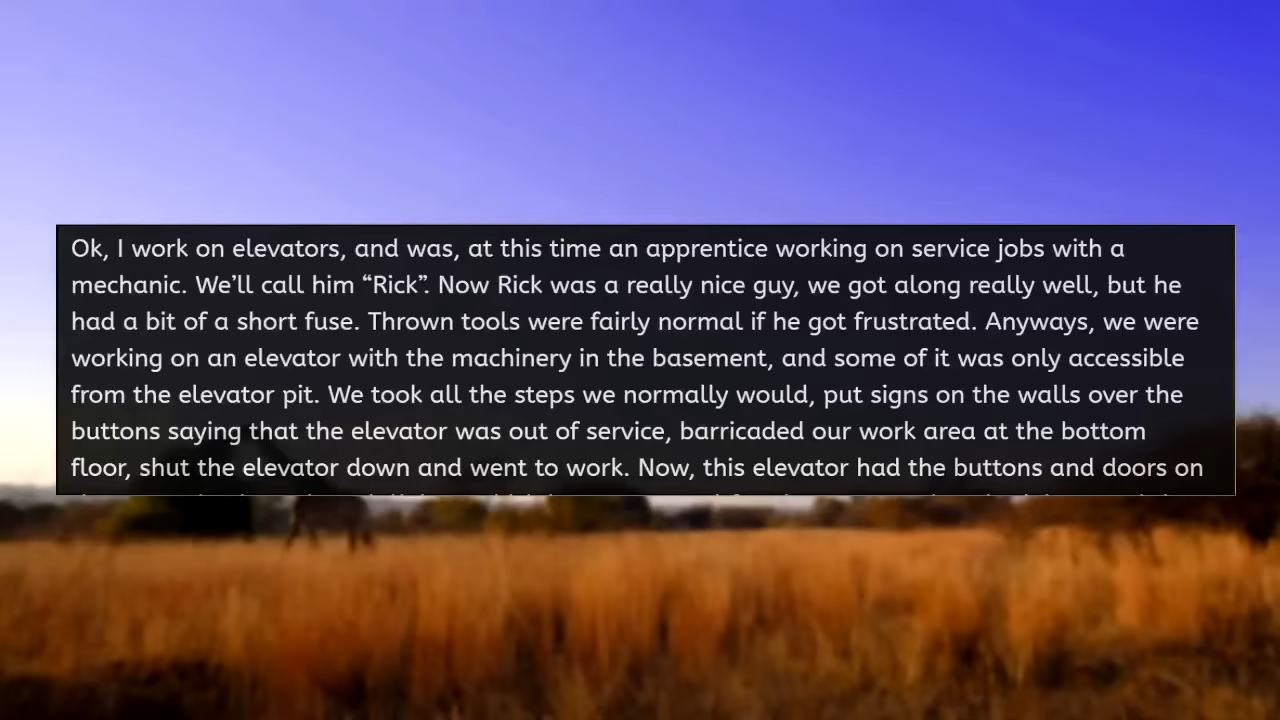 Ok, I work on elevators, and was, at this time an apprentice working on service jobs with a
mechanic. We’ll call him “Rick”. Now Rick was a really nice guy, we got along really well, but he
had a bit of a short fuse. Thrown tools were fairly normal if he got frustrated. Anyways, we were
working on an elevator with the machinery in the basement, and some of it was only accessible
from the elevator pit. We took all the steps we normally would, put signs on the walls over the
buttons saying that the elevator was out of service, barricaded our work area at the bottom
floor, shut the elevator down and went to work. Now, this elevator had the buttons and doors on